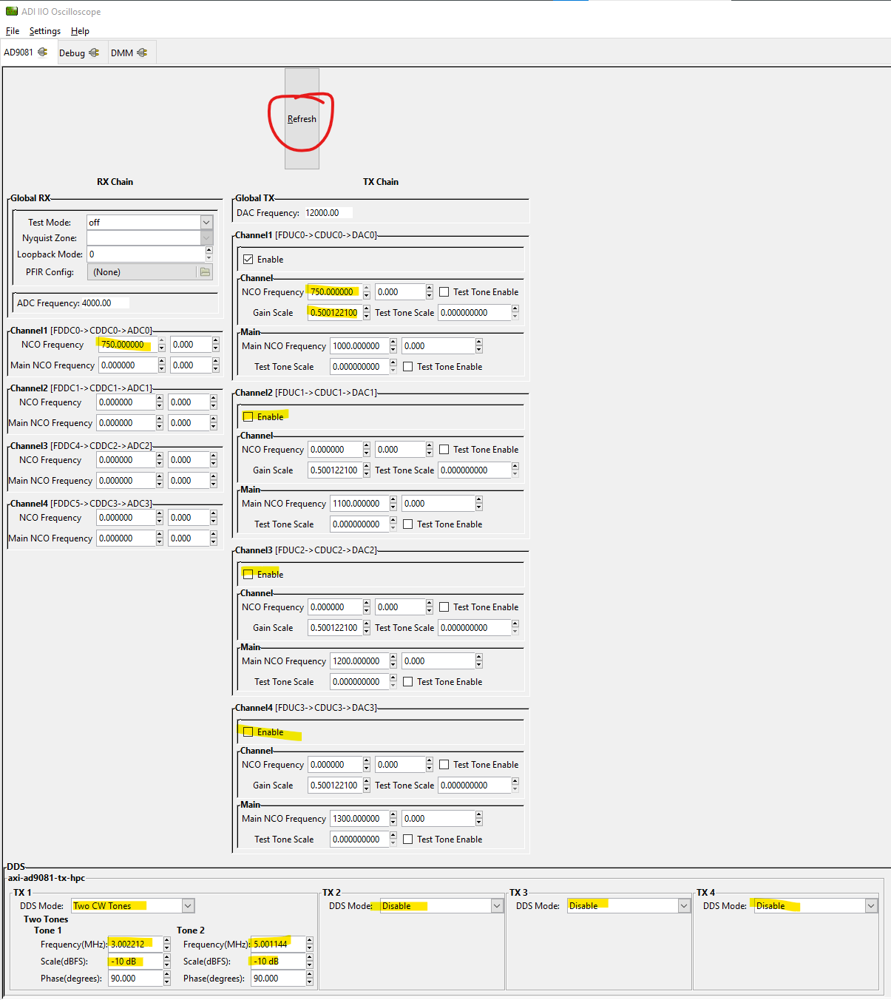 ADI IIO Oscilloscope
File Settings Help
AD9081 Debug DMM
Refresh
RX Chain
Global RX
Test Mode: off
Nyquist Zone:
Loopback Mode: 0
PFIR Config: (None)
ADC Frequency: 4000.00
Channel1 [FDDC0->CDDC0->ADC0]
NCO Frequency 750.000000 0.000
Main NCO Frequency 0.000000 0.000
Channel2 [FDDC1->CDDC1->ADC1]
NCO Frequency 0.000000 0.000
Main NCO Frequency 0.000000 0.000
Channel3 [FDDC4->CDDC2->ADC2]
NCO Frequency 0.000000 0.000
Main NCO Frequency 0.000000 0.000
Channel4 [FDDC5->CDDC3->ADC3]
NCO Frequency 0.000000 0.000
Main NCO Frequency 0.000000 0.000
TX Chain
Global TX
DAC Frequency: 12000.00
Channel1 [FDUC0->CDUC0->DAC0]
Enable
Channel
NCO Frequency 750.000000 0.000 Test Tone Enable
Gain Scale 0.500122100 Test Tone Scale 0.000000000
Main
Main NCO Frequency 1000.000000 0.000
Test Tone Scale 0.000000000 Test Tone Enable
Channel2 [FDUC1->CDUC1->DAC1]
Enable
Channel
NCO Frequency 0.000000 0.000 Test Tone Enable
Gain Scale 0.500122100 Test Tone Scale 0.000000000
Main
Main NCO Frequency 1100.000000 0.000
Test Tone Scale 0.000000000 Test Tone Enable
Channel3 [FDUC2->CDUC2->DAC2]
Enable
Channel
NCO Frequency 0.000000 0.000 Test Tone Enable
Gain Scale 0.500122100 Test Tone Scale 0.000000000
Main
Main NCO Frequency 1200.000000 0.000
Test Tone Scale 0.000000000 Test Tone Enable
Channel4 [FDUC3->CDUC3->DAC3]
Enable
Channel
NCO Frequency 0.000000 0.000 Test Tone Enable
Gain Scale 0.500122100 Test Tone Scale 0.000000000
Main
Main NCO Frequency 1300.000000 0.000
Test Tone Scale 0.000000000 Test Tone Enable
DDS
axi-ad9081-tx-hpc
TX 1
DDS Mode: Two CW Tones
Two Tones
Tone 1 Tone 2
Frequency(MHz): 3.002212 Frequency(MHz): 5.001144
Scale(dBFS): -10 dB Scale(dBFS): -10 dB
Phase(degrees): 90.000 Phase(degrees): 90.000
TX 2
DDS Mode: Disable
TX 3
DDS Mode: Disable
TX 4
DDS Mode: Disable